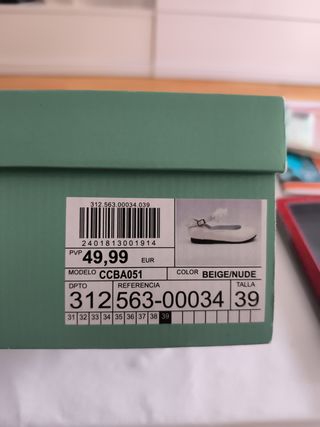 312.563.00034.039
2401813001914
PVP 49,99 EUR
MODELO CCBA051 COLOR BEIGE/NUDE
DPTO REFERENCIA TALLA
312 563-00034 39
31 32 33 34 35 36 37 38 39